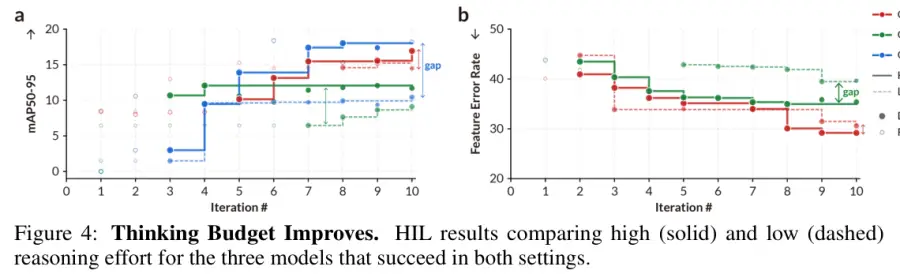 a
b
20
15
10
5
0
mAP50-95
↑
gap
0 1 2 3 4 5 6 7 8 9 10
Iteration #
50
40
30
20
Feature Error Rate
↓
gap
0 1 2 3 4 5 6 7 8 9 10
Iteration #
Figure 4: Thinking Budget Improves. HIL results comparing high (solid) and low (dashed)
reasoning effort for the three models that succeed in both settings.